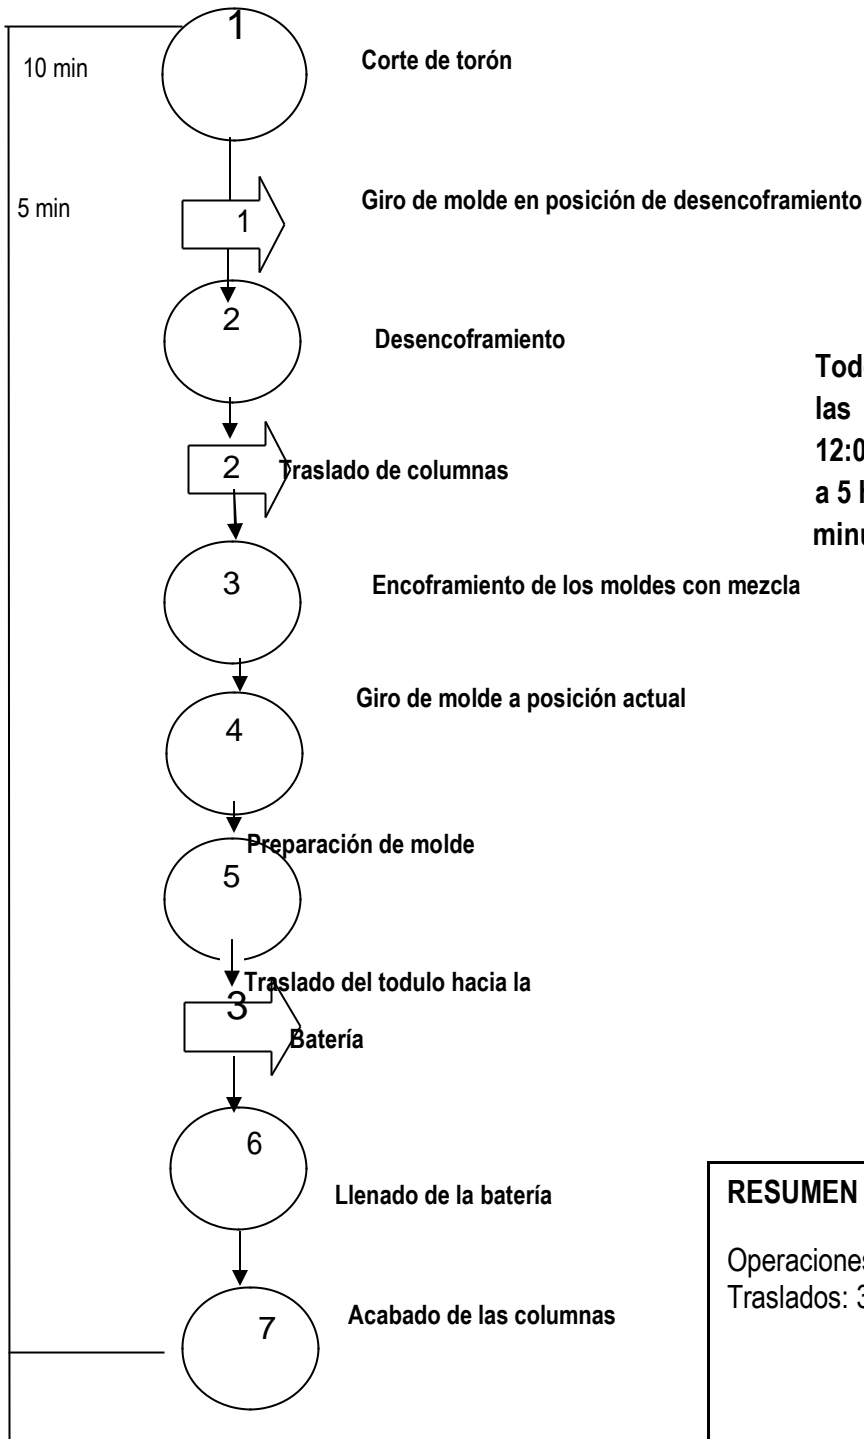 1
10 min
Corte de torón
5 min
1
Giro de molde en posición de desencoframiento
2
Desencoframiento
las
12:0
a 5
2
Traslado de columnas
3
Encoframiento de los moldes con mezcla
4
Giro de molde a posición actual
Preparación de molde
5
Traslado del todulo hacia la
3
Batería
6
Llenado de la batería
RESUMEN
Operaciones
Traslados: 3
7
Acabado de las columnas